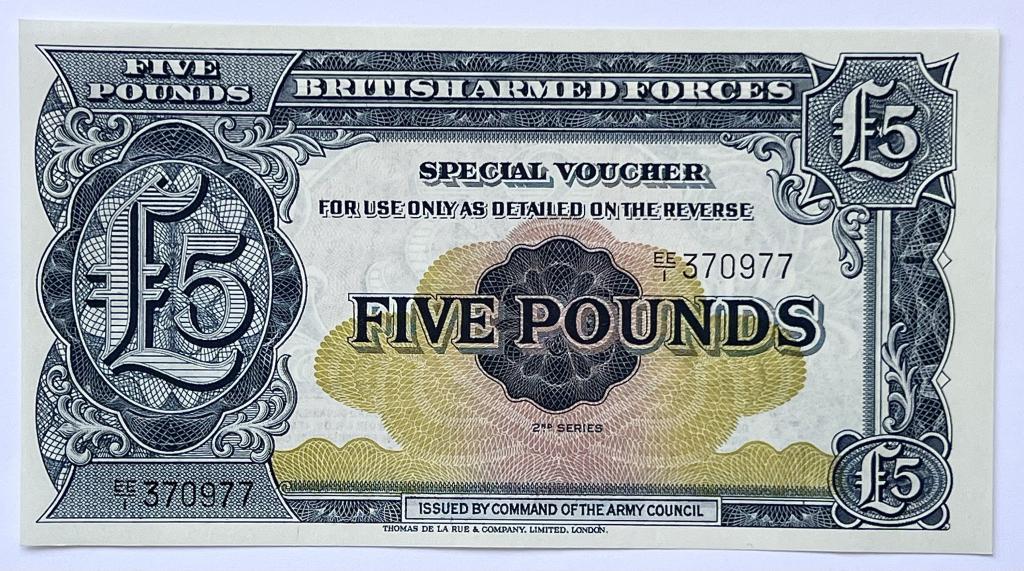 FIVE POUNDS
BRITISH ARMED FORCES
£5
SPECIAL VOUCHER
FOR USE ONLY AS DETAILED ON THE REVERSE
EE/1 370977
£5
FIVE POUNDS
2ND SERIES
EE/1 370977
£5
ISSUED BY COMMAND OF THE ARMY COUNCIL
THOMAS DE LA RUE & COMPANY, LIMITED, LONDON.